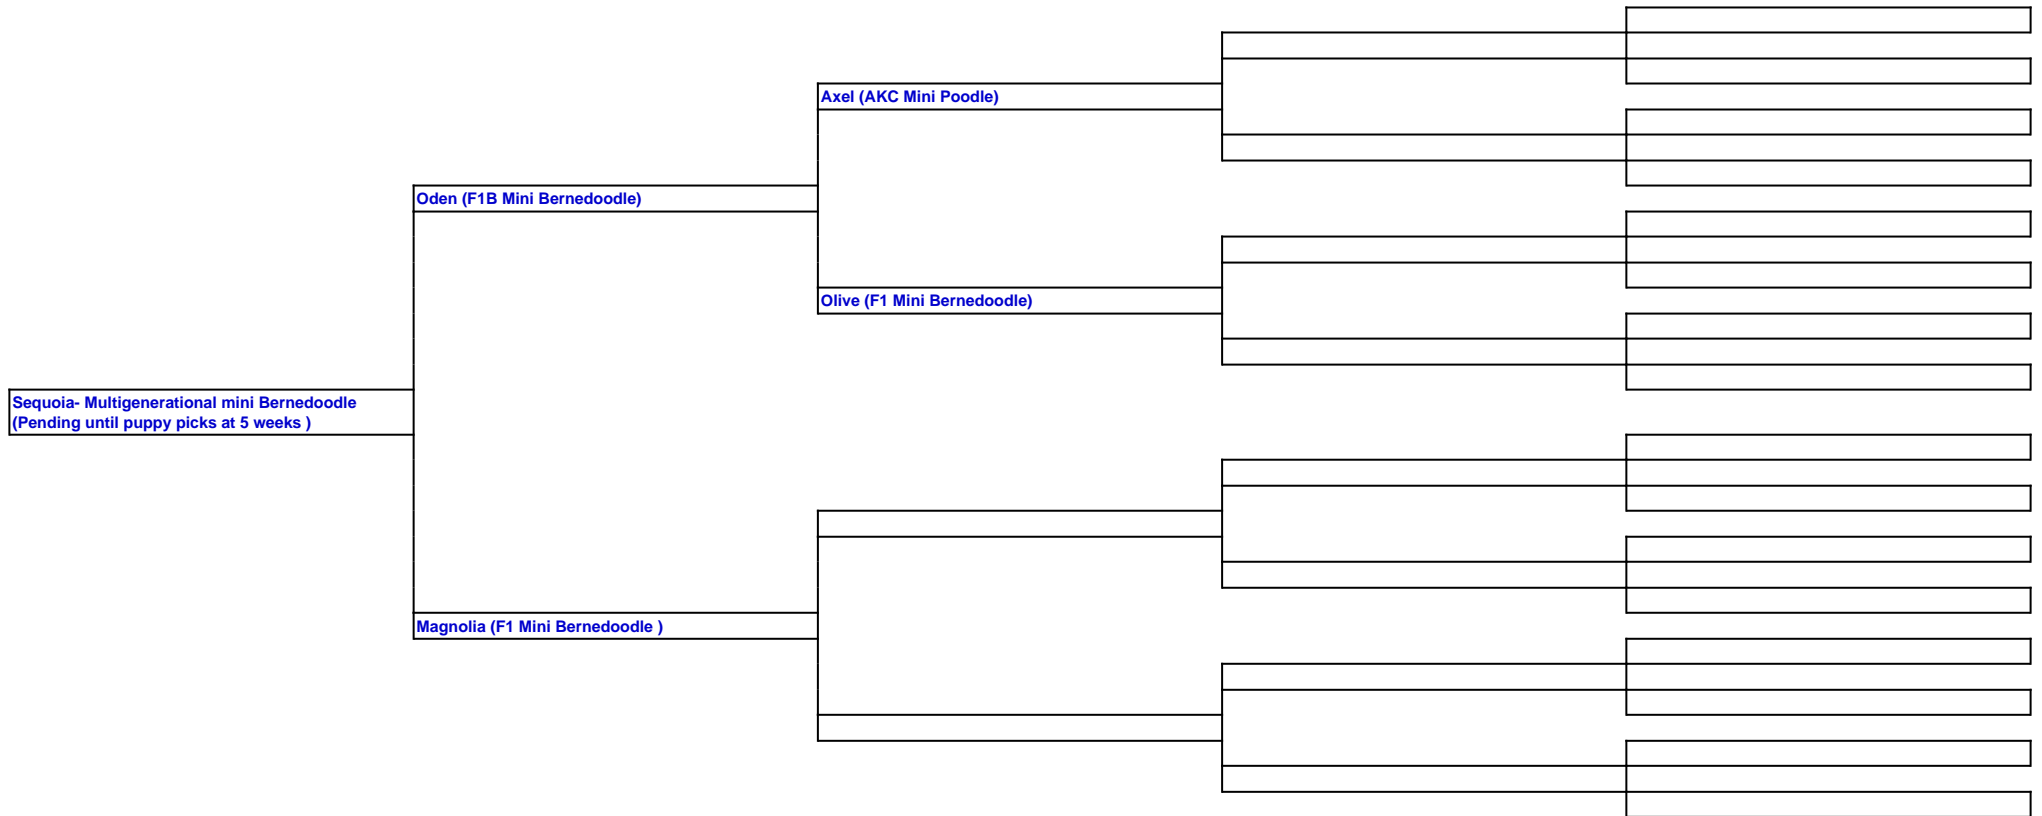 Axel (AKC Mini Poodle)
Oden (F1B Mini Bernedoodle)
Olive (F1 Mini Bernedoodle)
Sequoia- Multigenerational mini Bernedoodle
(Pending until puppy picks at 5 weeks )
Magnolia (F1 Mini Bernedoodle )